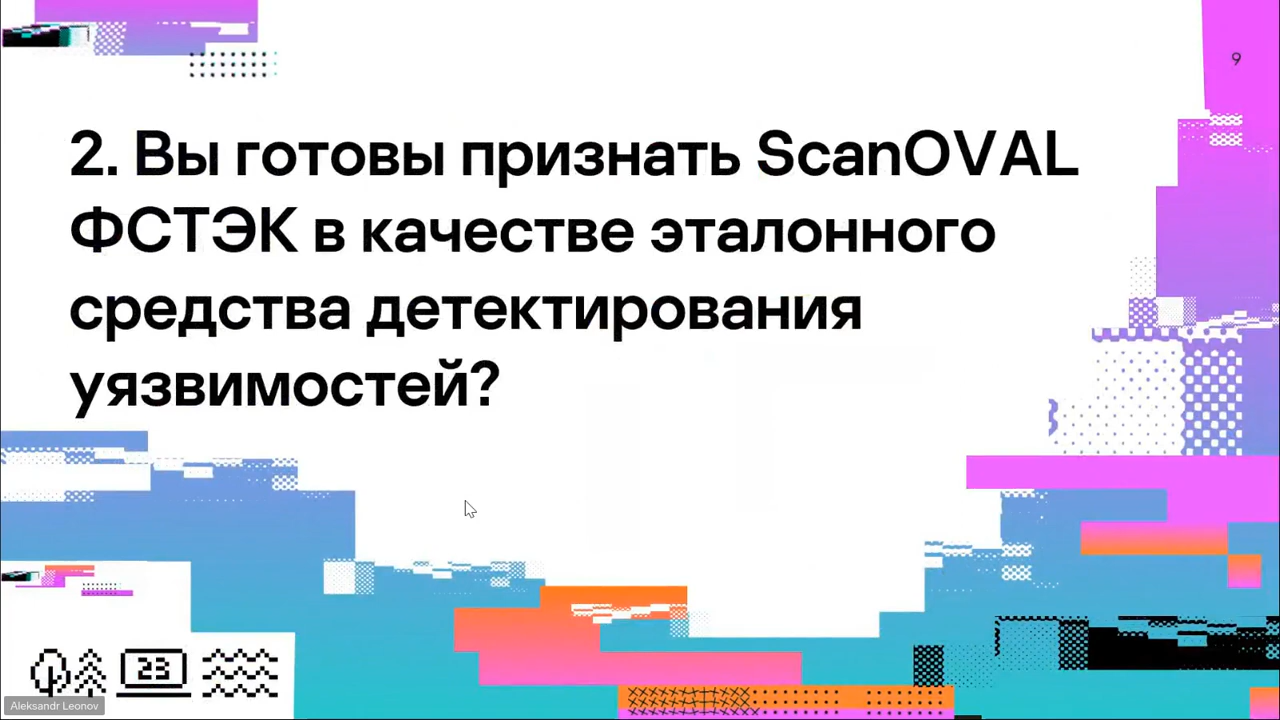 9
2. Вы готовы признать ScanOVAL
ФСТЭК в качестве эталонного
средства детектирования
уязвимостей?
23
Aleksandr Leonov